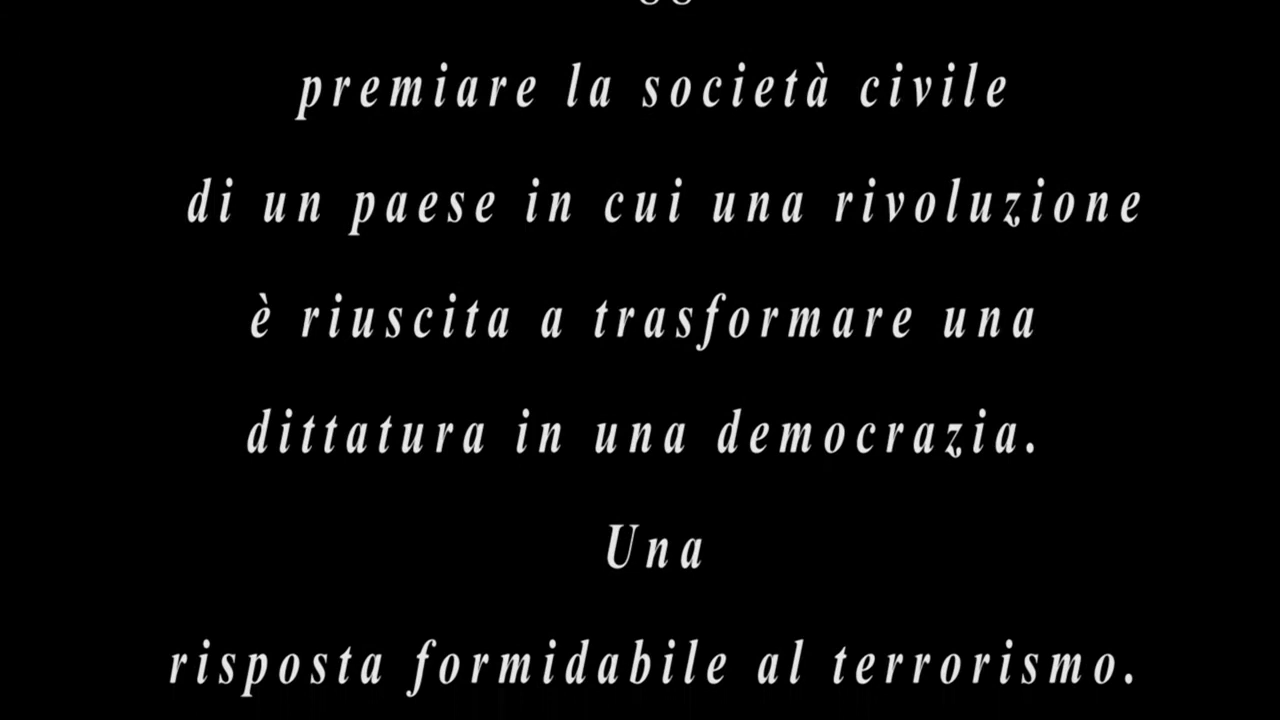 premiare la società civile
di un paese in cui una rivoluzione
è riuscita a trasformare una
dittatura in una democrazia.
Una
risposta formidabile al terrorismo.